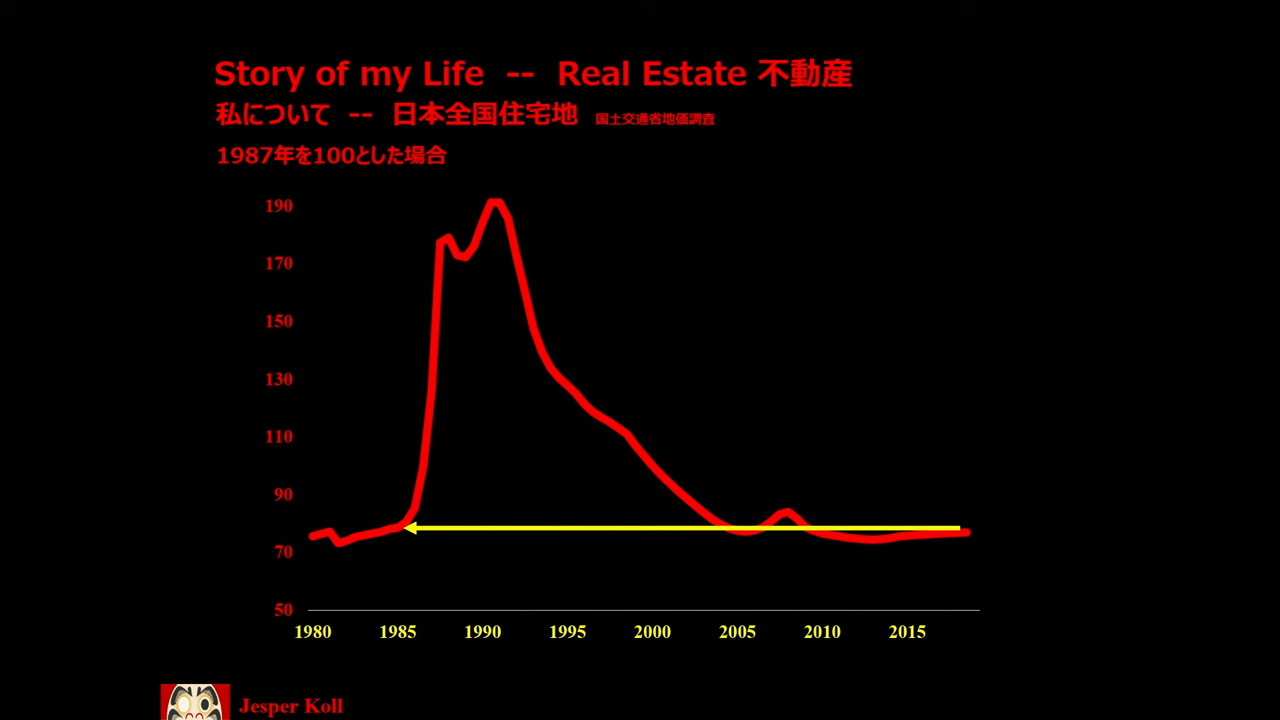 Story of my Life -- Real Estate 不動産
私について -- 日本全国住宅地 国土交通省地価調査
1987年を100とした場合
190
170
150
130
110
90
70
50
1980 1985 1990 1995 2000 2005 2010 2015
Jesper Koll